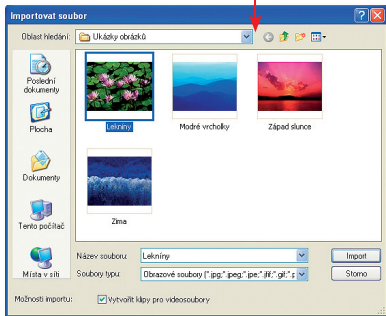 Importovat soubor
Oblast hledání: Ukázky obrázků
Poslední dokumenty
Plocha
Dokumenty
Tento počítač
Místa v síti
Lekníny
Modré vrcholky
Západ slunce
Zima
Název souboru: Lekníny
Import
Soubory typu: Obrazové soubory (*.jpg;*.jpeg;*.jpe;*.jfif;*.gif;*.p
Storno
Možnosti importu: Vytvořit klipy pro videosoubory